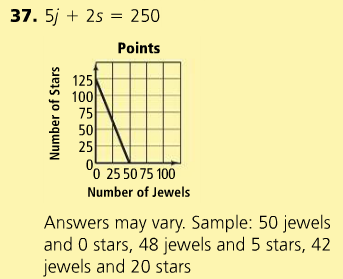 37. 5j + 2s = 250
Points
Number of Stars
125
100
75
50
25
0
0 25 50 75 100
Number of Jewels
Answers may vary. Sample: 50 jewels
and 0 stars, 48 jewels and 5 stars, 42
jewels and 20 stars